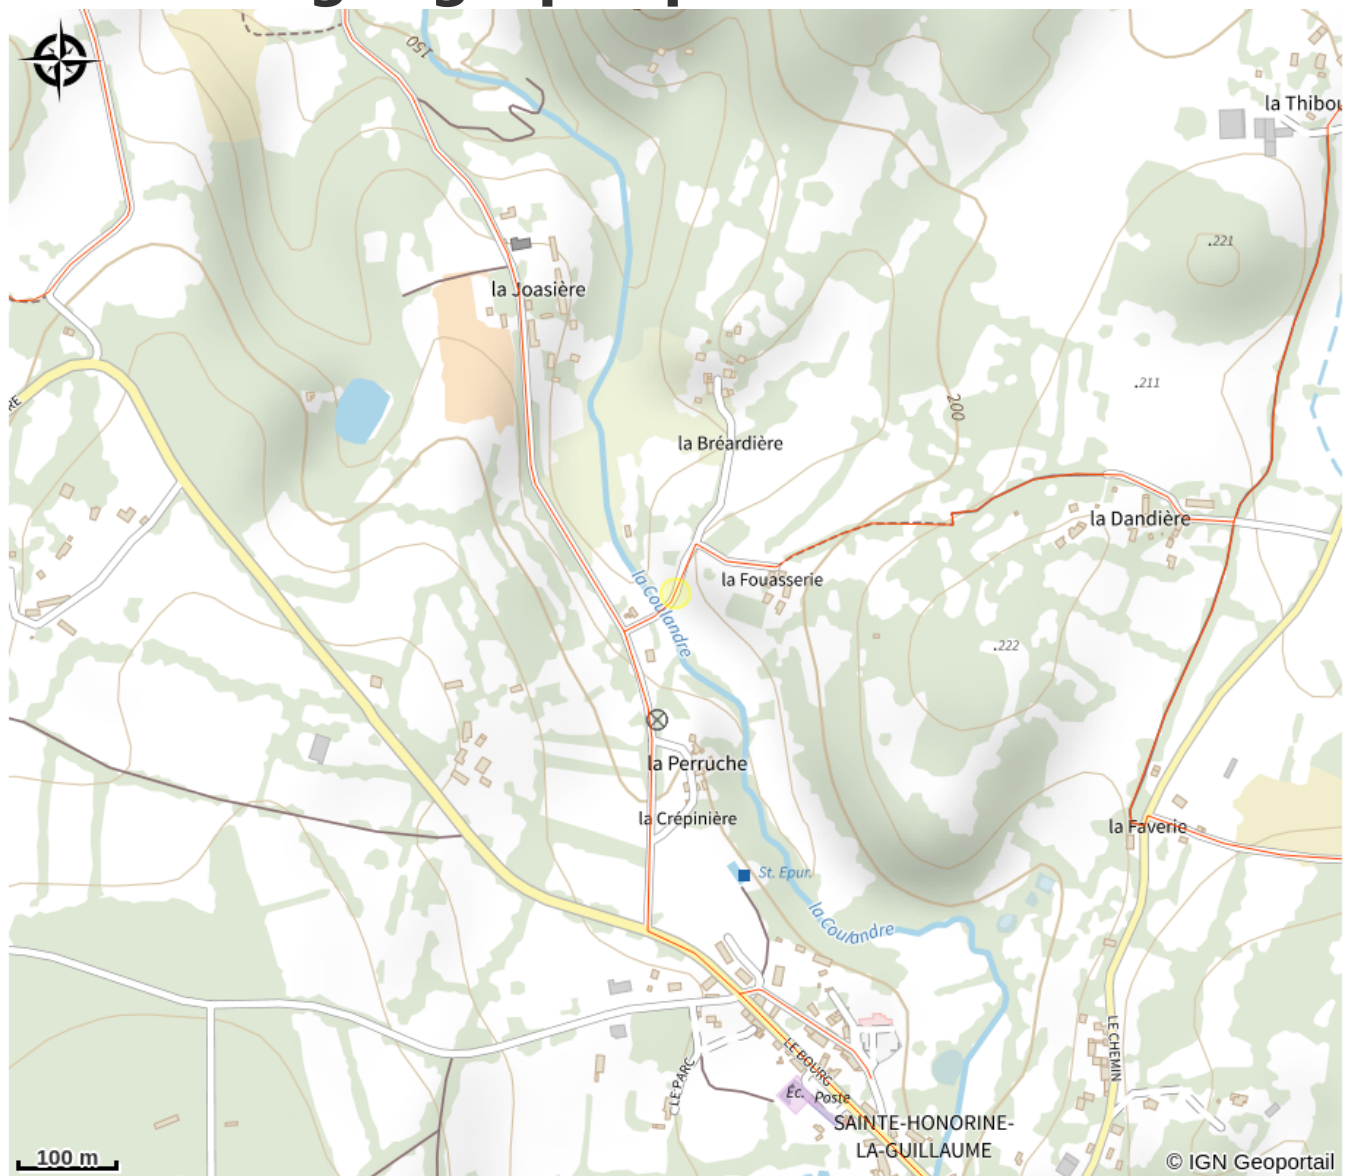 150
la Thibou
.221
la Joasière
.211
200
RE
la Bréardière
la Dandière
la Fouasserie
la Coulandre
.222
la Perruche
la Crépinière
la Faverie
St. Epur.
la Coulandre
LE CHEMIN
LE BOURG
LE PARC
Éc.
Poste
SAINTE-HONORINE-
LA-GUILLAUME
100 m
© IGN Geoportail